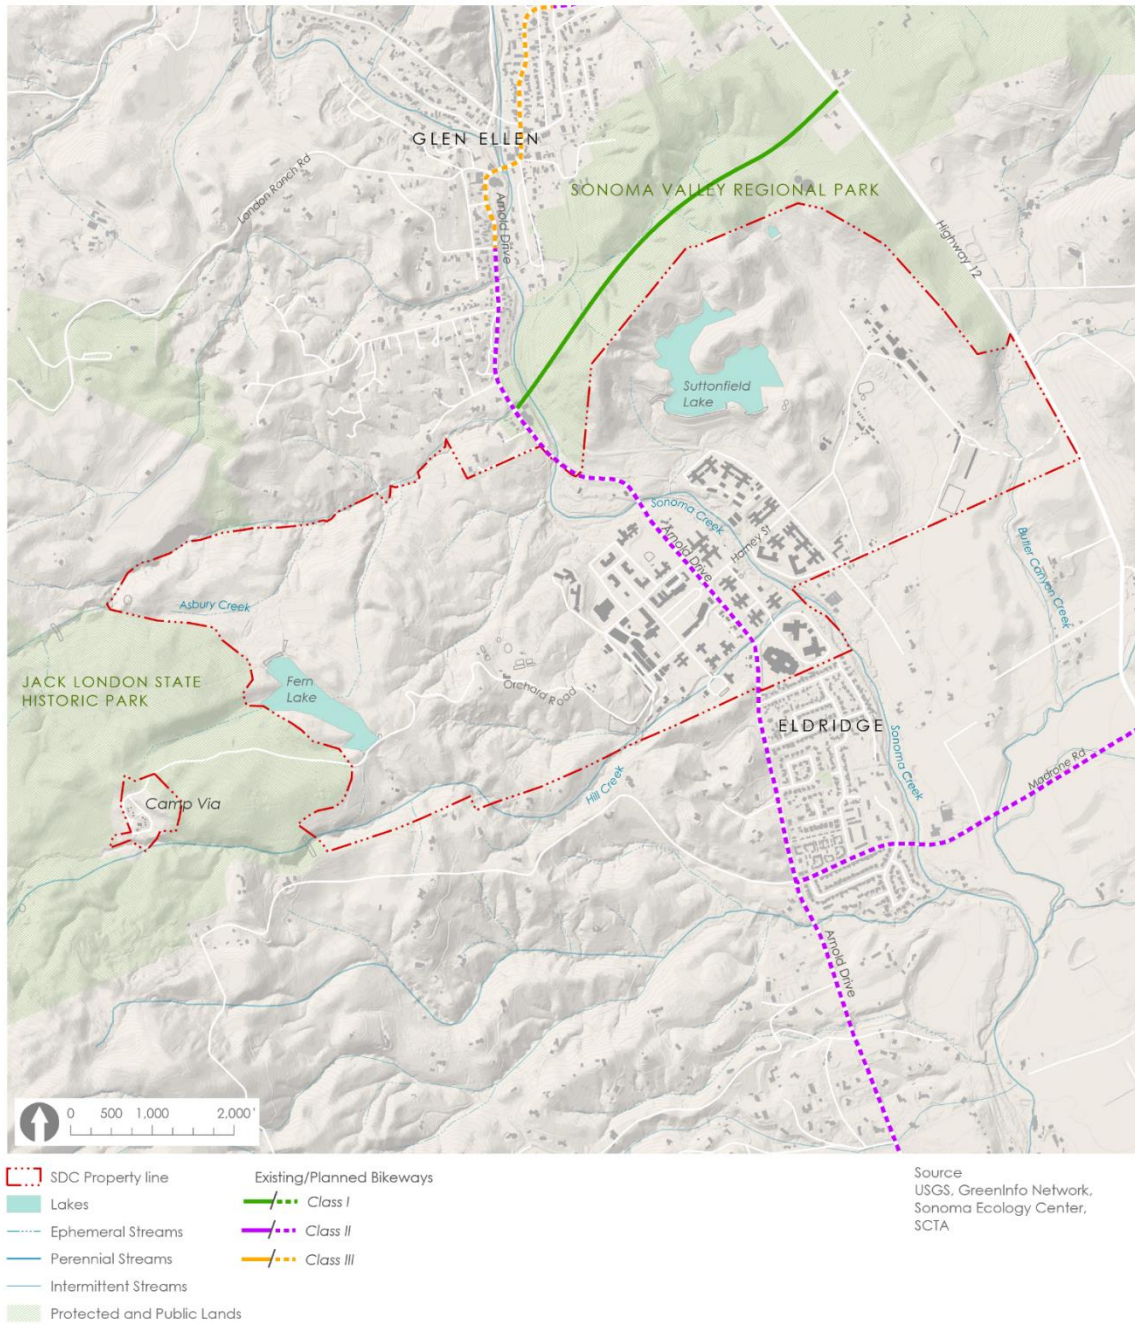 GLEN ELLEN
London Ranch Rd
Arnold Drive
SONOMA VALLEY REGIONAL PARK
Highway 12
Suttonfield
Lake
Sonoma Creek
Arnold Drive
Harney St
Butler Canyon Creek
Asbury Creek
JACK LONDON STATE
HISTORIC PARK
Fern
Lake
Orchard Road
ELDRIDGE
Sonoma Creek
Madrone Rd
Hill Creek
Camp Via
Arnold Drive
0 500 1,000 2,000'
SDC Property line
Lakes
Ephemeral Streams
Perennial Streams
Intermittent Streams
Protected and Public Lands
Existing/Planned Bikeways
Class I
Class II
Class III
Source
USGS, GreenInfo Network,
Sonoma Ecology Center,
SCTA